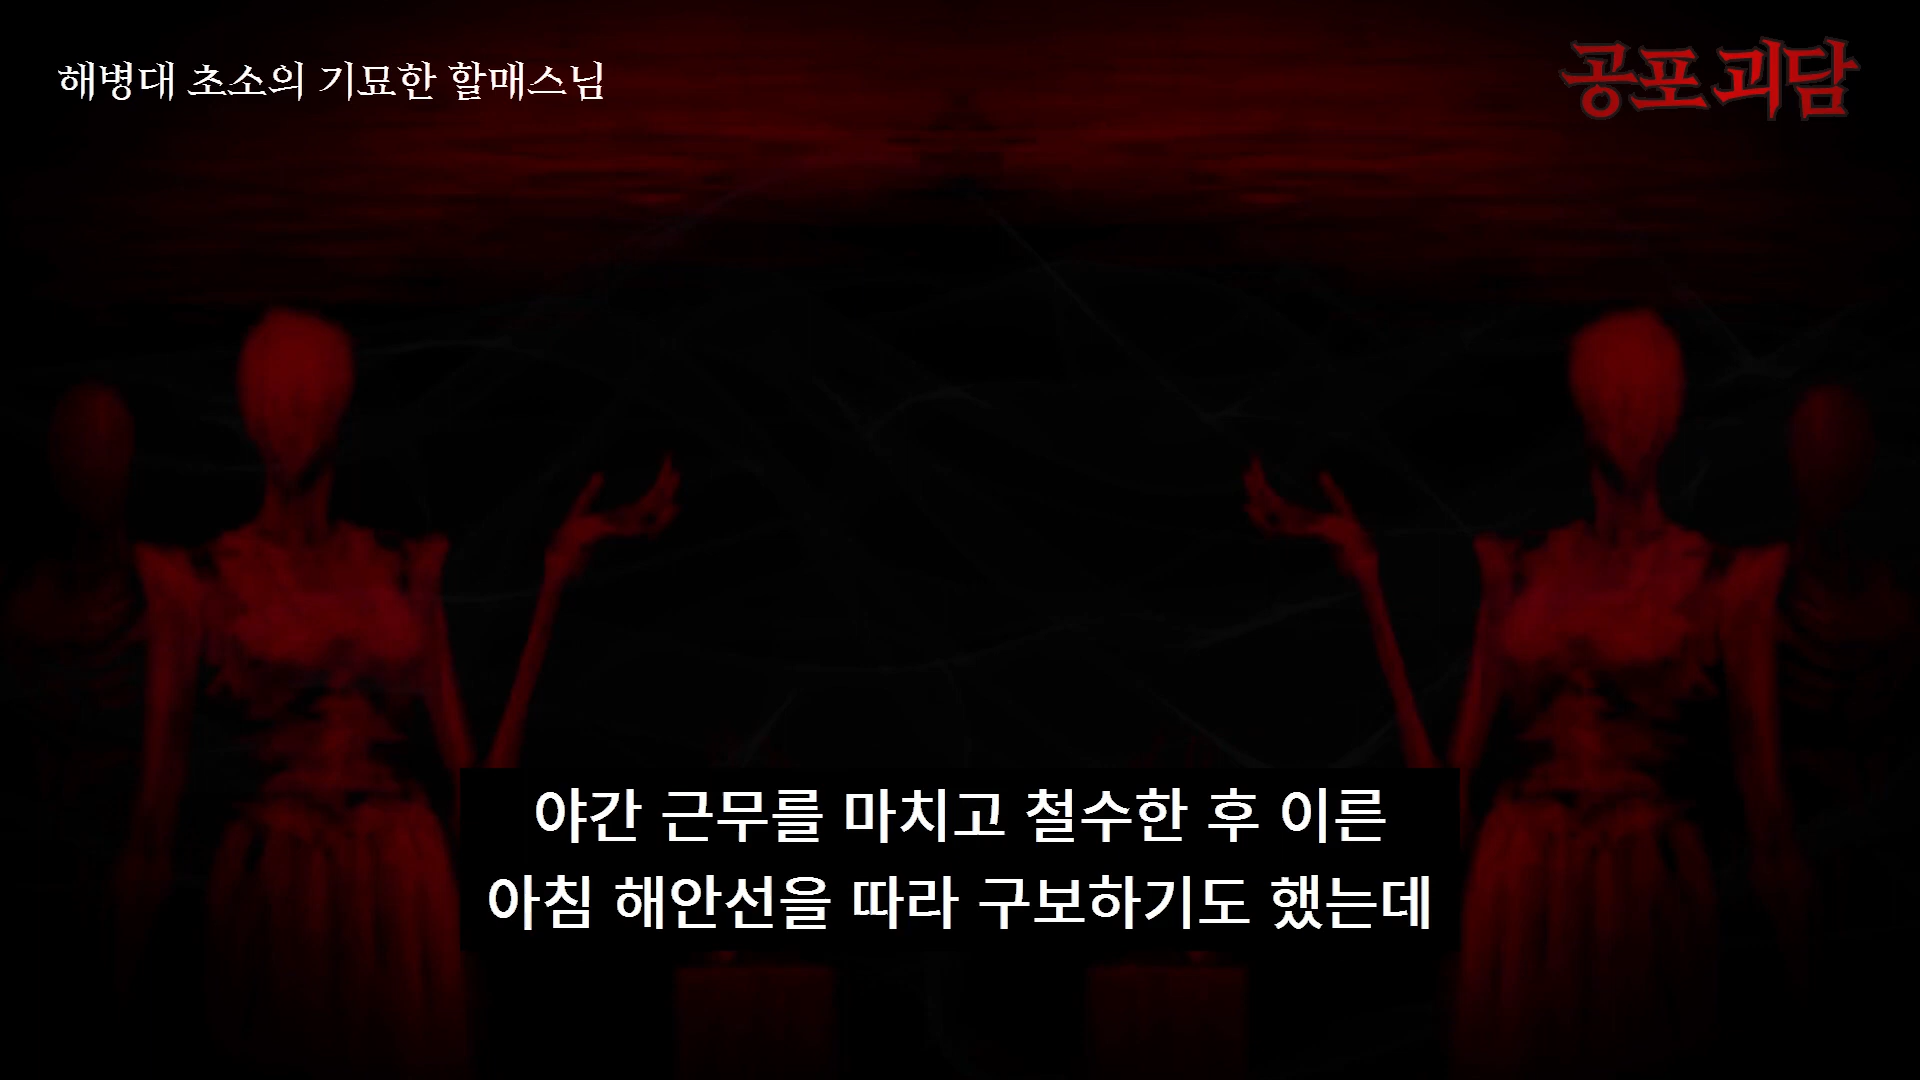 해병대 초소의 기묘한 할매스님
공포괴담
야간 근무를 마치고 철수한 후 이른
아침 해안선을 따라 구보하기도 했는데